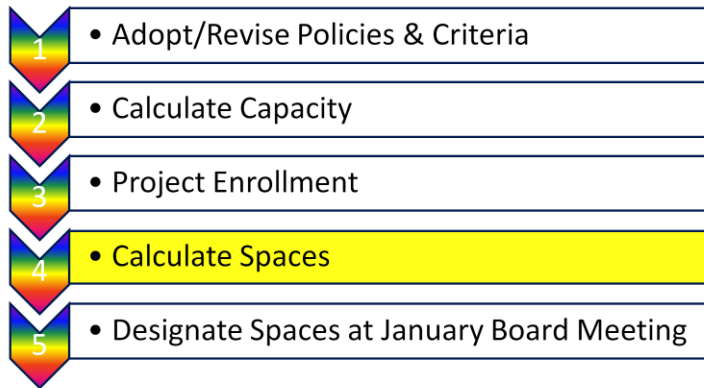 1 • Adopt/Revise Policies & Criteria
2 • Calculate Capacity
3 • Project Enrollment
4 • Calculate Spaces
5 • Designate Spaces at January Board Meeting